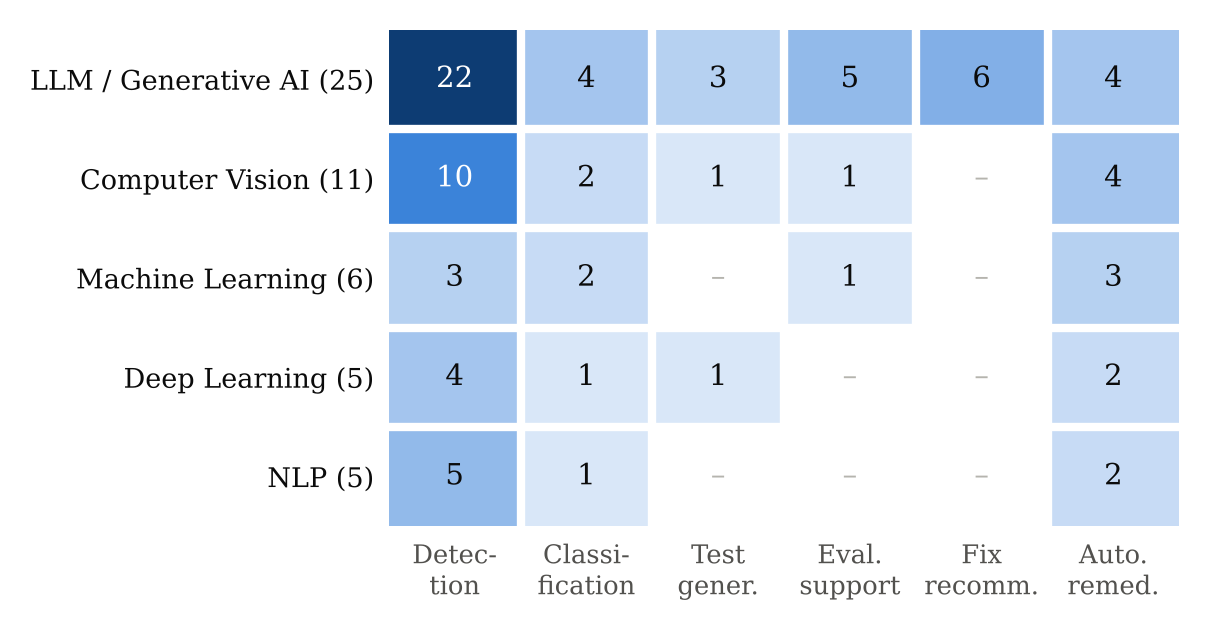 LLM / Generative AI (25) 22 4 3 5 6 4
Computer Vision (11) 10 2 1 1 – 4
Machine Learning (6) 3 2 – 1 – 3
Deep Learning (5) 4 1 1 – – 2
NLP (5) 5 1 – – – 2
Detec- Classi- Test Eval. Fix Auto.
tion fication gener. support recomm. remed.